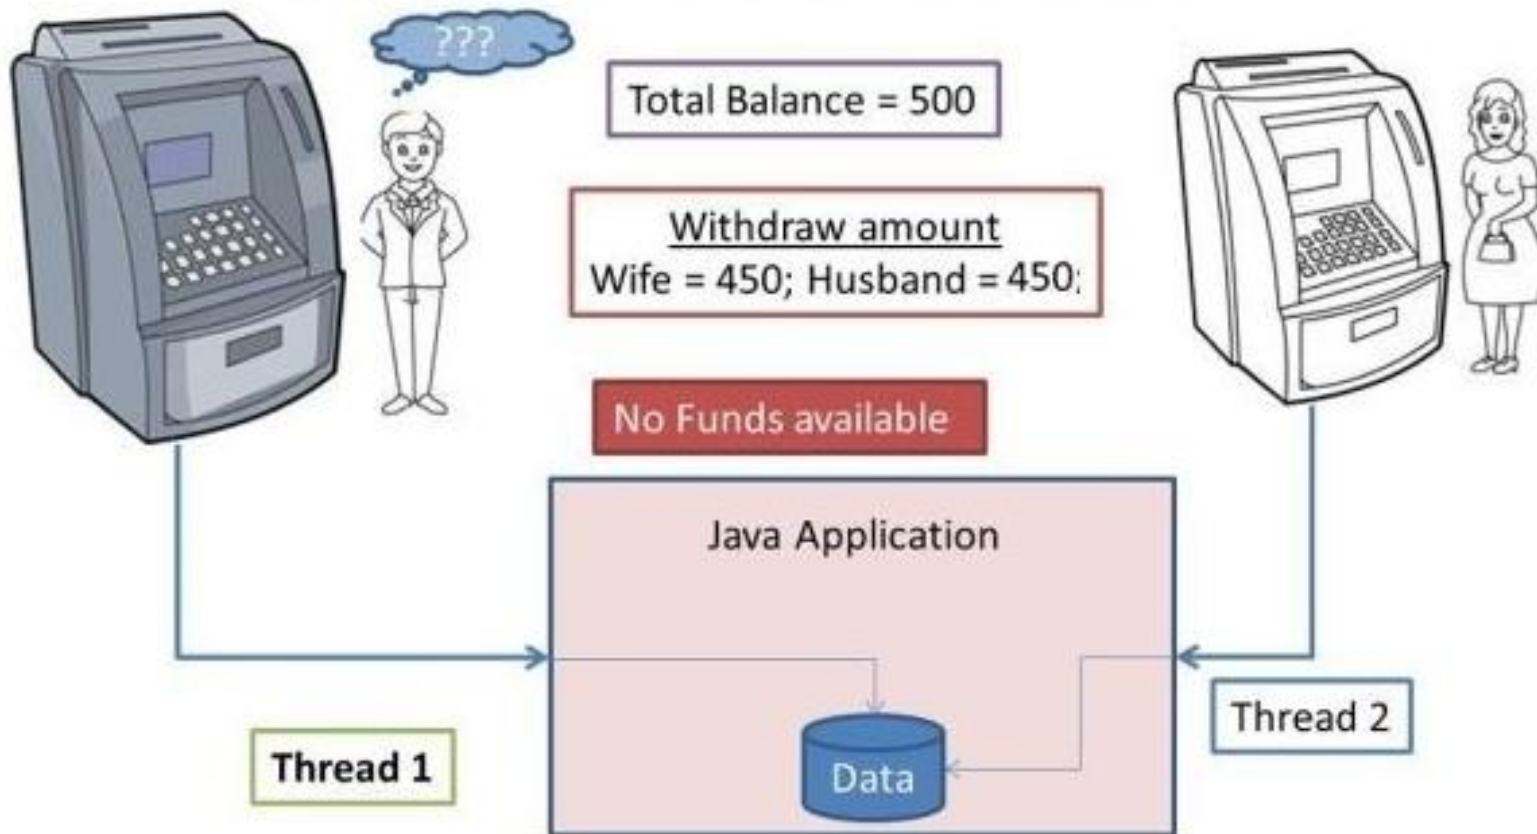 ???
Total Balance = 500
Withdraw amount
Wife = 450; Husband = 450;
No Funds available
Java Application
Thread 1
Data
Thread 2